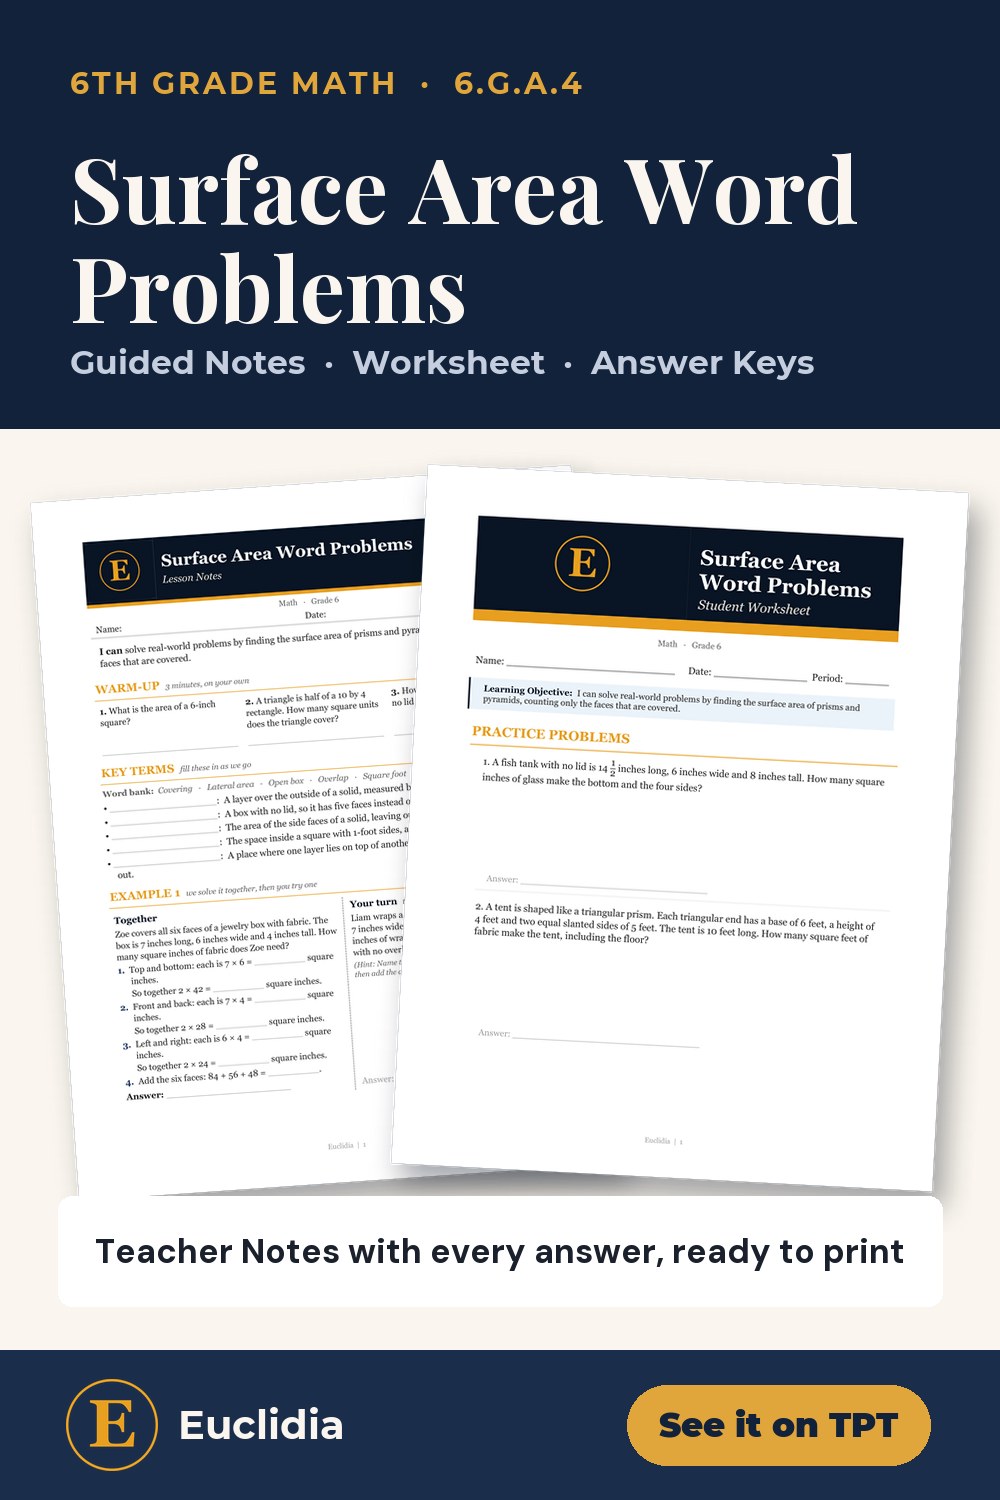 6TH GRADE MATH · 6.G.A.4
Surface Area Word
Problems
Guided Notes · Worksheet · Answer Keys
E
Surface Area Word Problems
Lesson Notes
Math · Grade 6
Name:
Date:
I can solve real-world problems by finding the surface area of prisms and
faces that are covered.
WARM-UP 3 minutes, on your own
1. What is the area of a 6-inch
square?
2. A triangle is half of a 10 by 4
rectangle. How many square units
does the triangle cover?
3.
no lid
KEY TERMS fill these in as we go
Word bank: Covering · Lateral area · Open box · Overlap · Square foot
• : A layer over the outside of a solid, measured
• : A box with no lid, so it has five faces instead
• : The area of the side faces of a solid, leaving
• : The space inside a square with 1-foot sides,
• : A place where one layer lies on top of
out.
EXAMPLE 1 we solve it together, then you try one
Together
Zoe covers all six faces of a jewelry box with fabric. The
box is 7 inches long, 6 inches wide and 4 inches tall. How
many square inches of fabric does Zoe need?
1. Top and bottom: each is 7 × 6 = square
inches.
So together 2 × 42 = square inches.
2. Front and back: each is 7 × 4 = square
inches.
So together 2 × 28 = square inches.
3. Left and right: each is 6 × 4 = square
inches.
So together 2 × 24 = square inches.
4. Add the six faces: 84 + 56 + 48 = .
Answer:
Your turn
Liam wraps
7 inches wide
inches of
with no
(Hint: Name
then add the
Answer:
Euclidia | 1
E
Surface Area
Word Problems
Student Worksheet
Math · Grade 6
Name: Date: Period:
Learning Objective: I can solve real-world problems by finding the surface area of prisms and
pyramids, counting only the faces that are covered.
PRACTICE PROBLEMS
1. A fish tank with no lid is 14 1/2 inches long, 6 inches wide and 8 inches tall. How many square
inches of glass make the bottom and the four sides?
Answer:
2. A tent is shaped like a triangular prism. Each triangular end has a base of 6 feet, a height of
4 feet and two equal slanted sides of 5 feet. The tent is 10 feet long. How many square feet of
fabric make the tent, including the floor?
Answer:
Euclidia | 1
Teacher Notes with every answer, ready to print
E
Euclidia
See it on TPT